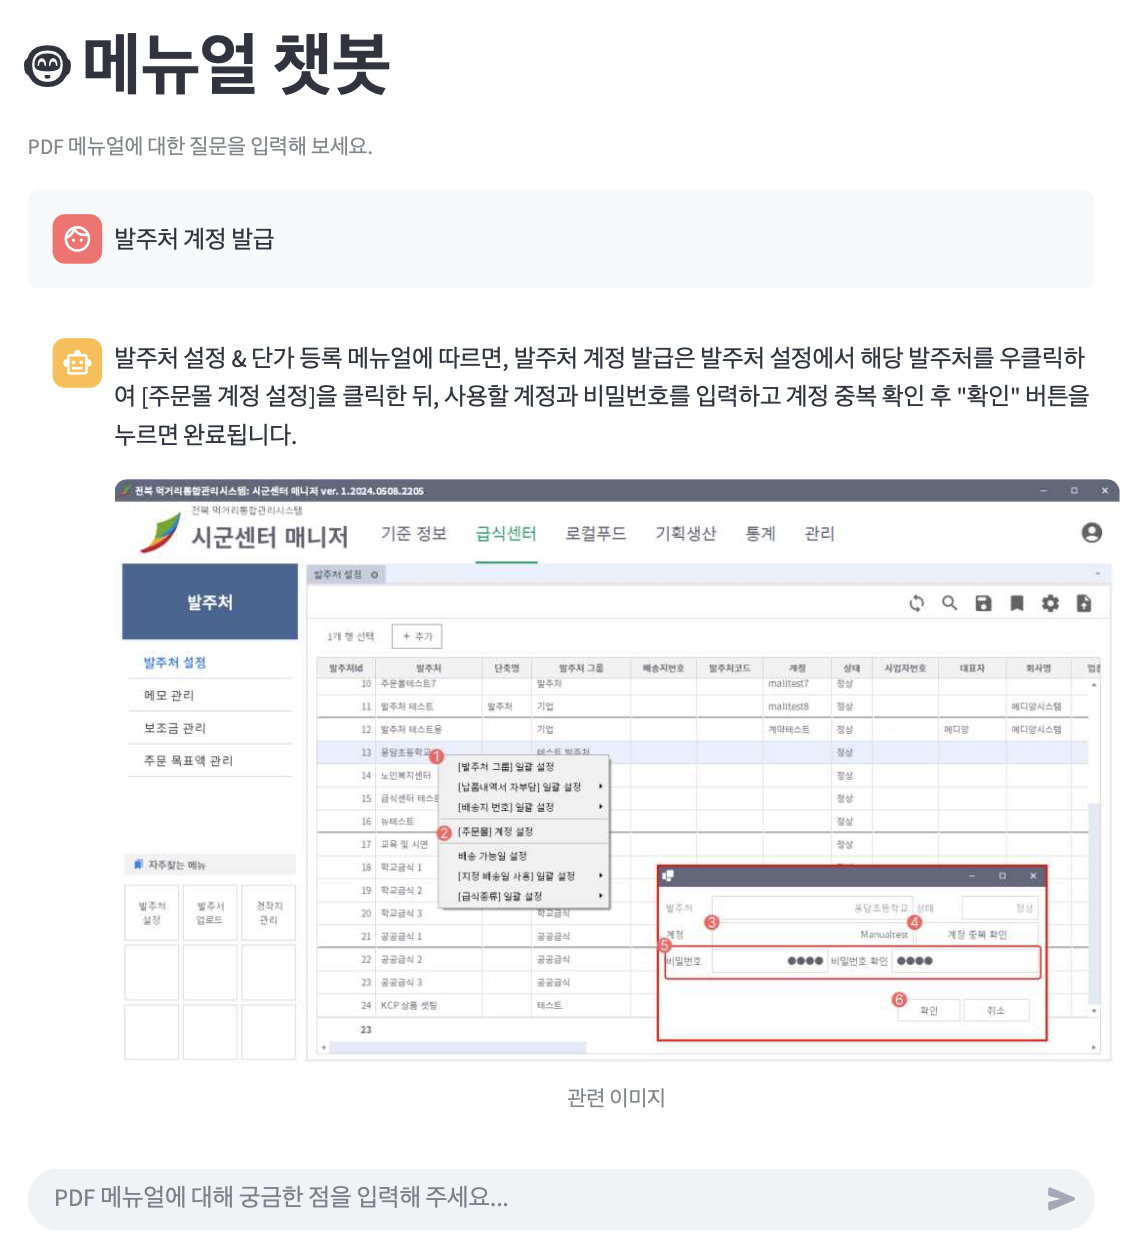 메뉴얼 챗봇
PDF 메뉴얼에 대한 질문을 입력해 보세요.
발주처 계정 발급
발주처 설정 & 단가 등록 메뉴얼에 따르면, 발주처 계정 발급은 발주처 설정에서 해당 발주처를 우클릭하
여 [주문몰 계정 설정]을 클릭한 뒤, 사용할 계정과 비밀번호를 입력하고 계정 중복 확인 후 "확인" 버튼을
누르면 완료됩니다.
전북 먹거리통합관리시스템: 시군센터 매니저 ver. 1.2024.0508.2205
전북 먹거리통합관리시스템
시군센터 매니저 기준 정보 급식센터 로컬푸드 기획생산 통계 관리
발주처
발주처 설정
메모 관리
보조금 관리
주문 목표액 관리
자주찾는 메뉴
발주처 설정 발주서 업로드 경작지 관리
발주처 설정
1개 행 선택 + 추가
발주처Id 발주처 단축명 발주처 그룹 배송지번호 발주처코드 계정 상태 사업자번호 대표자 회사명
10 주문몰테스트7 발주처 malltest7 정상
11 발주처 테스트 발주처 기업 malltest8 정상 메디앙시스템
12 발주처 테스트용 기업 계약테스트 정상 메디앙 메디앙시스템
13 용담초등학교 테스트 발주처 정상
14 노인복지센터 정상
15 급식센터 테스트 정상
16 뉴테스트 정상
17 교육 및 시연 정상
18 학교급식 1
19 학교급식 2
20 학교급식 3 학교급식
21 공공급식 1 공공급식
22 공공급식 2 공공급식
23 공공급식 3 공공급식
24 KCP 상품 셋팅 테스트
23
1
[발주처 그룹] 일괄 설정
[납품내역서 자부담] 일괄 설정
[배송지 번호] 일괄 설정
2 [주문몰] 계정 설정
배송 가능일 설정
[지정 배송일 사용] 일괄 설정
[급식종류] 일괄 설정
발주처 용담초등학교 상태 정상
3 4
계정 Manualtest 계정 중복 확인
5
비밀번호 ●●●● 비밀번호 확인 ●●●●
6 확인 취소
관련 이미지
PDF 메뉴얼에 대해 궁금한 점을 입력해 주세요...